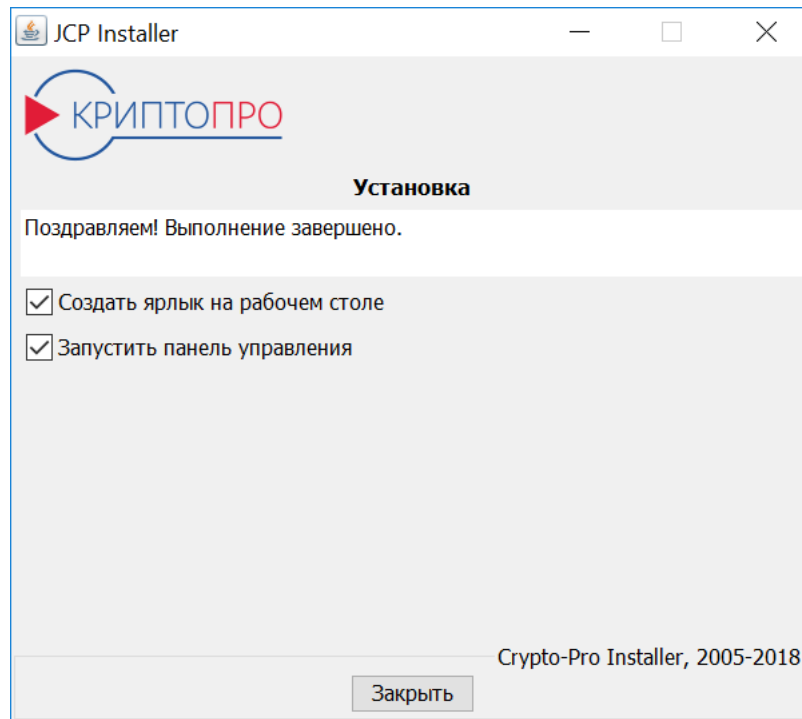 JCP Installer
КРИПТОПРО
Установка
Поздравляем! Выполнение завершено.
Создать ярлык на рабочем столе
Запустить панель управления
Crypto-Pro Installer, 2005-2018
Закрыть